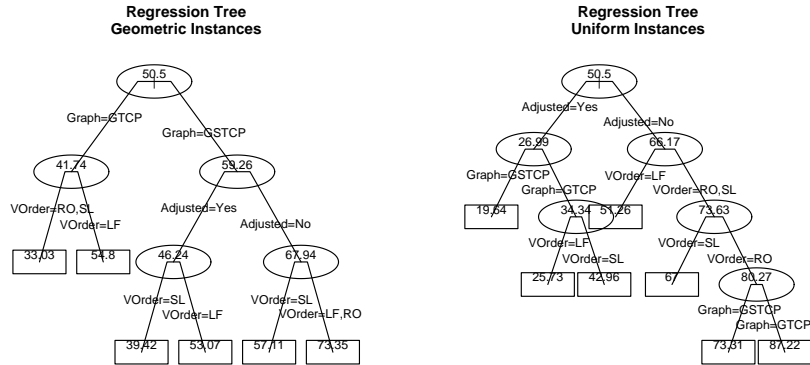 Regression Tree
Geometric Instances
50.5
Graph=GTCP
Graph=GSTCP
41.74
59.26
VOrder=RO,SL
VOrder=LF
Adjusted=Yes
Adjusted=No
33.03
54.8
46.24
67.94
VOrder=SL
VOrder=LF
VOrder=SL
VOrder=LF,RO
39.42
53.07
57.11
73.35
Regression Tree
Uniform Instances
50.5
Adjusted=Yes
Adjusted=No
26.99
66.17
Graph=GSTCP
Graph=GTCP
VOrder=LF
VOrder=RO,SL
19.64
34.34
51.26
73.63
VOrder=LF
VOrder=SL
VOrder=SL
VOrder=RO
25.73
42.96
67
80.27
Graph=GSTCP
Graph=GTCP
73.31
87.22